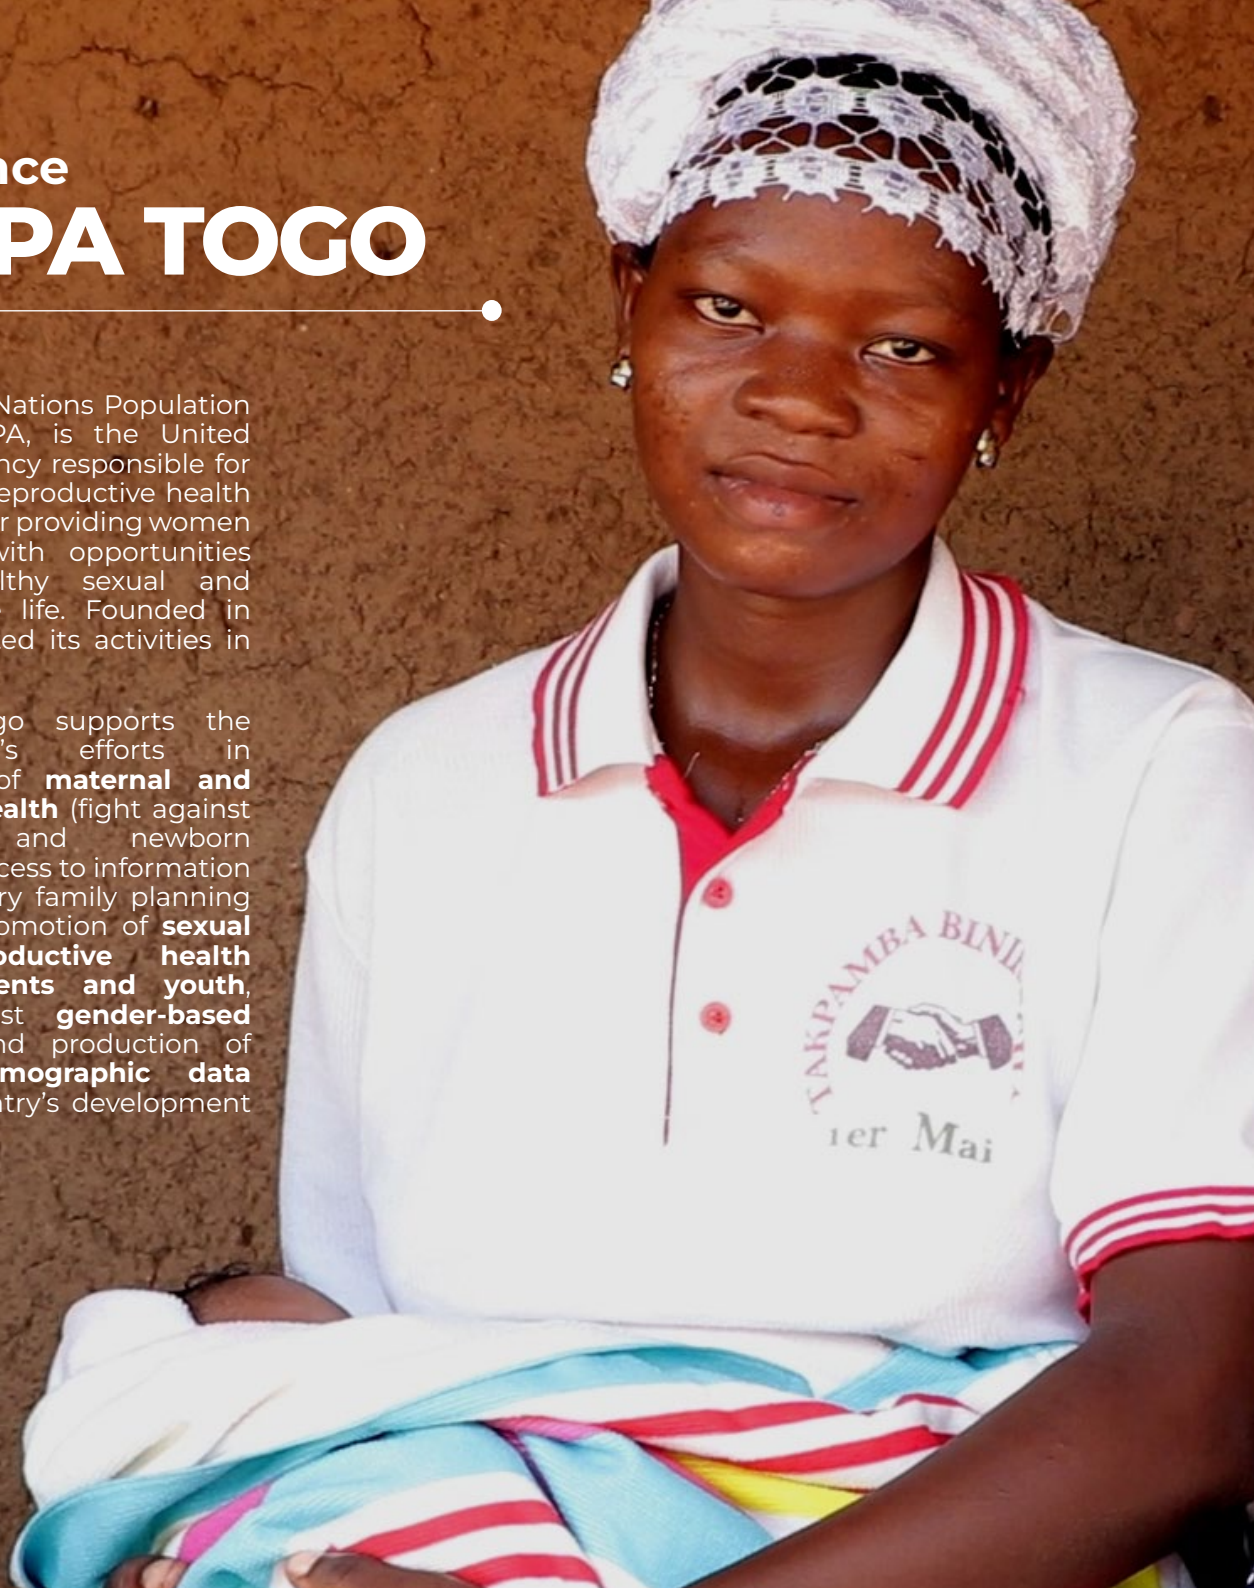 nce
PA TOGO
Nations Population
PA, is the United
ncy responsible for
eproductive health
r providing women
with opportunities
lthy sexual and
e life. Founded in
ted its activities in
go supports the
's efforts in
of maternal and
ealth (fight against
and newborn
cess to information
ry family planning
omotion of sexual
oductive health
ents and youth,
st gender-based
nd production of
mographic data
ntry's development
TAKPAMBA
1er Mai